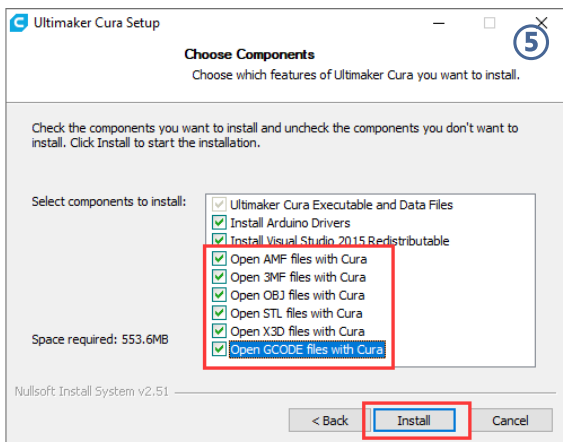 Ultimaker Cura Setup
⑤
Choose Components
Choose which features of Ultimaker Cura you want to install.
Check the components you want to install and uncheck the components you don't want to
install. Click Install to start the installation.
Select components to install:
Ultimaker Cura Executable and Data Files
Install Arduino Drivers
Install Visual Studio 2015 Redistributable
Open AMF files with Cura
Open 3MF files with Cura
Open OBJ files with Cura
Open STL files with Cura
Open X3D files with Cura
Open GCODE files with Cura
Space required: 553.6MB
Nullsoft Install System v2.51
< Back
Install
Cancel